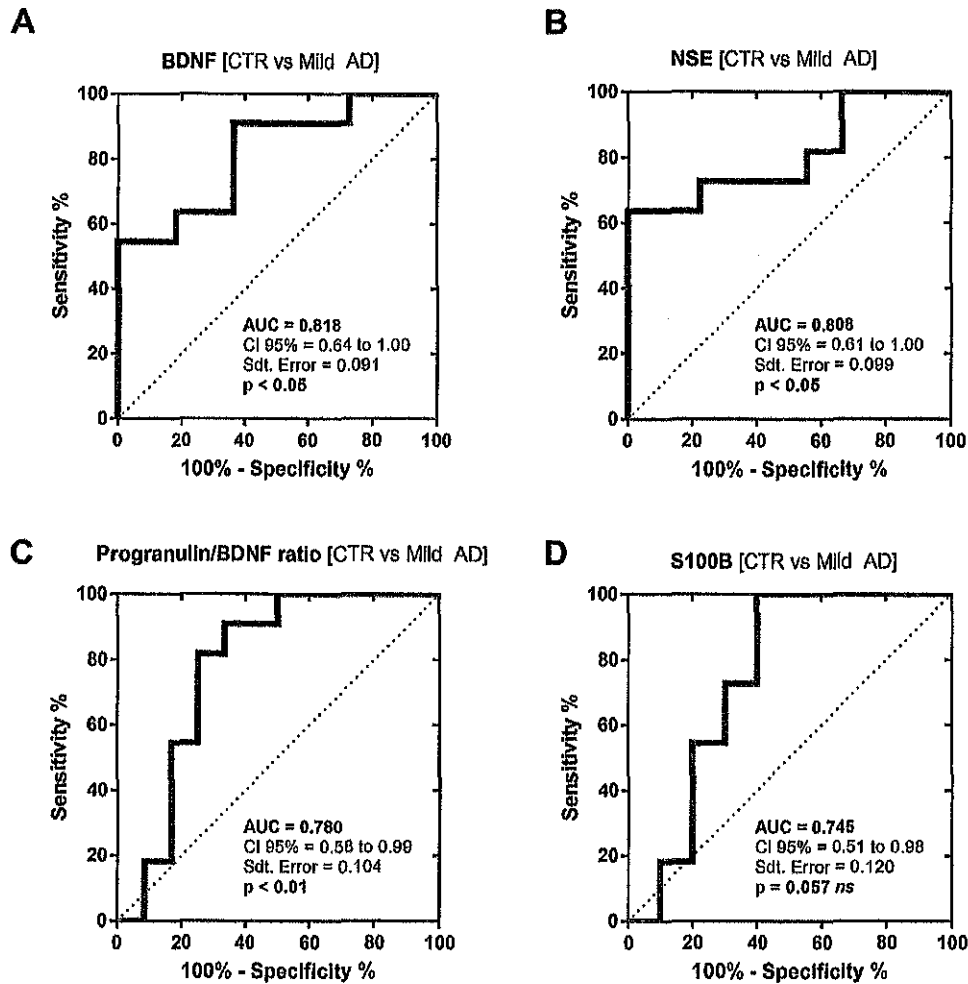 A
BDNF [CTR vs Mild AD]
100
80
60
40
20
0
Sensitivity %
AUC = 0.818
CI 95% = 0.64 to 1.00
Sdt. Error = 0.091
p < 0.05
0 20 40 60 80 100
100% - Specificity %
B
NSE [CTR vs Mild AD]
100
80
60
40
20
0
Sensitivity %
AUC = 0.808
CI 95% = 0.61 to 1.00
Sdt. Error = 0.099
p < 0.05
0 20 40 60 80 100
100% - Specificity %
C
Progranulin/BDNF ratio [CTR vs Mild AD]
100
80
60
40
20
0
Sensitivity %
AUC = 0.780
CI 95% = 0.58 to 0.99
Sdt. Error = 0.104
p < 0.01
0 20 40 60 80 100
100% - Specificity %
D
S100B [CTR vs Mild AD]
100
80
60
40
20
0
Sensitivity %
AUC = 0.745
CI 95% = 0.51 to 0.98
Sdt. Error = 0.120
p = 0.057 ns
0 20 40 60 80 100
100% - Specificity %